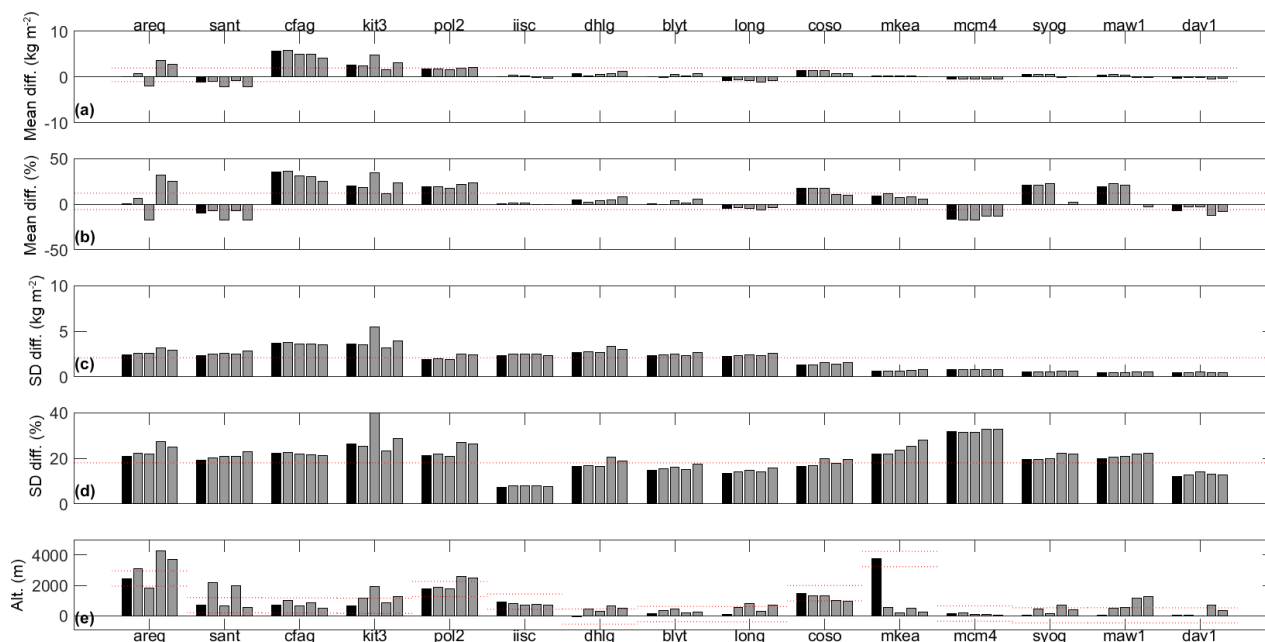 areq sant cfag kit3 pol2 iisc dhlg blyt long coso mkea mcm4 syog maw1 dav1
Mean diff. (kg m-2)
10
0
-10
(a)
Mean diff. (%)
50
0
-50
(b)
SD diff. (kg m-2)
10
5
0
(c)
SD diff. (%)
40
20
0
(d)
Alt. (m)
4000
2000
0
(e)
areq sant cfag kit3 pol2 iisc dhlg blyt long coso mkea mcm4 syog maw1 dav1